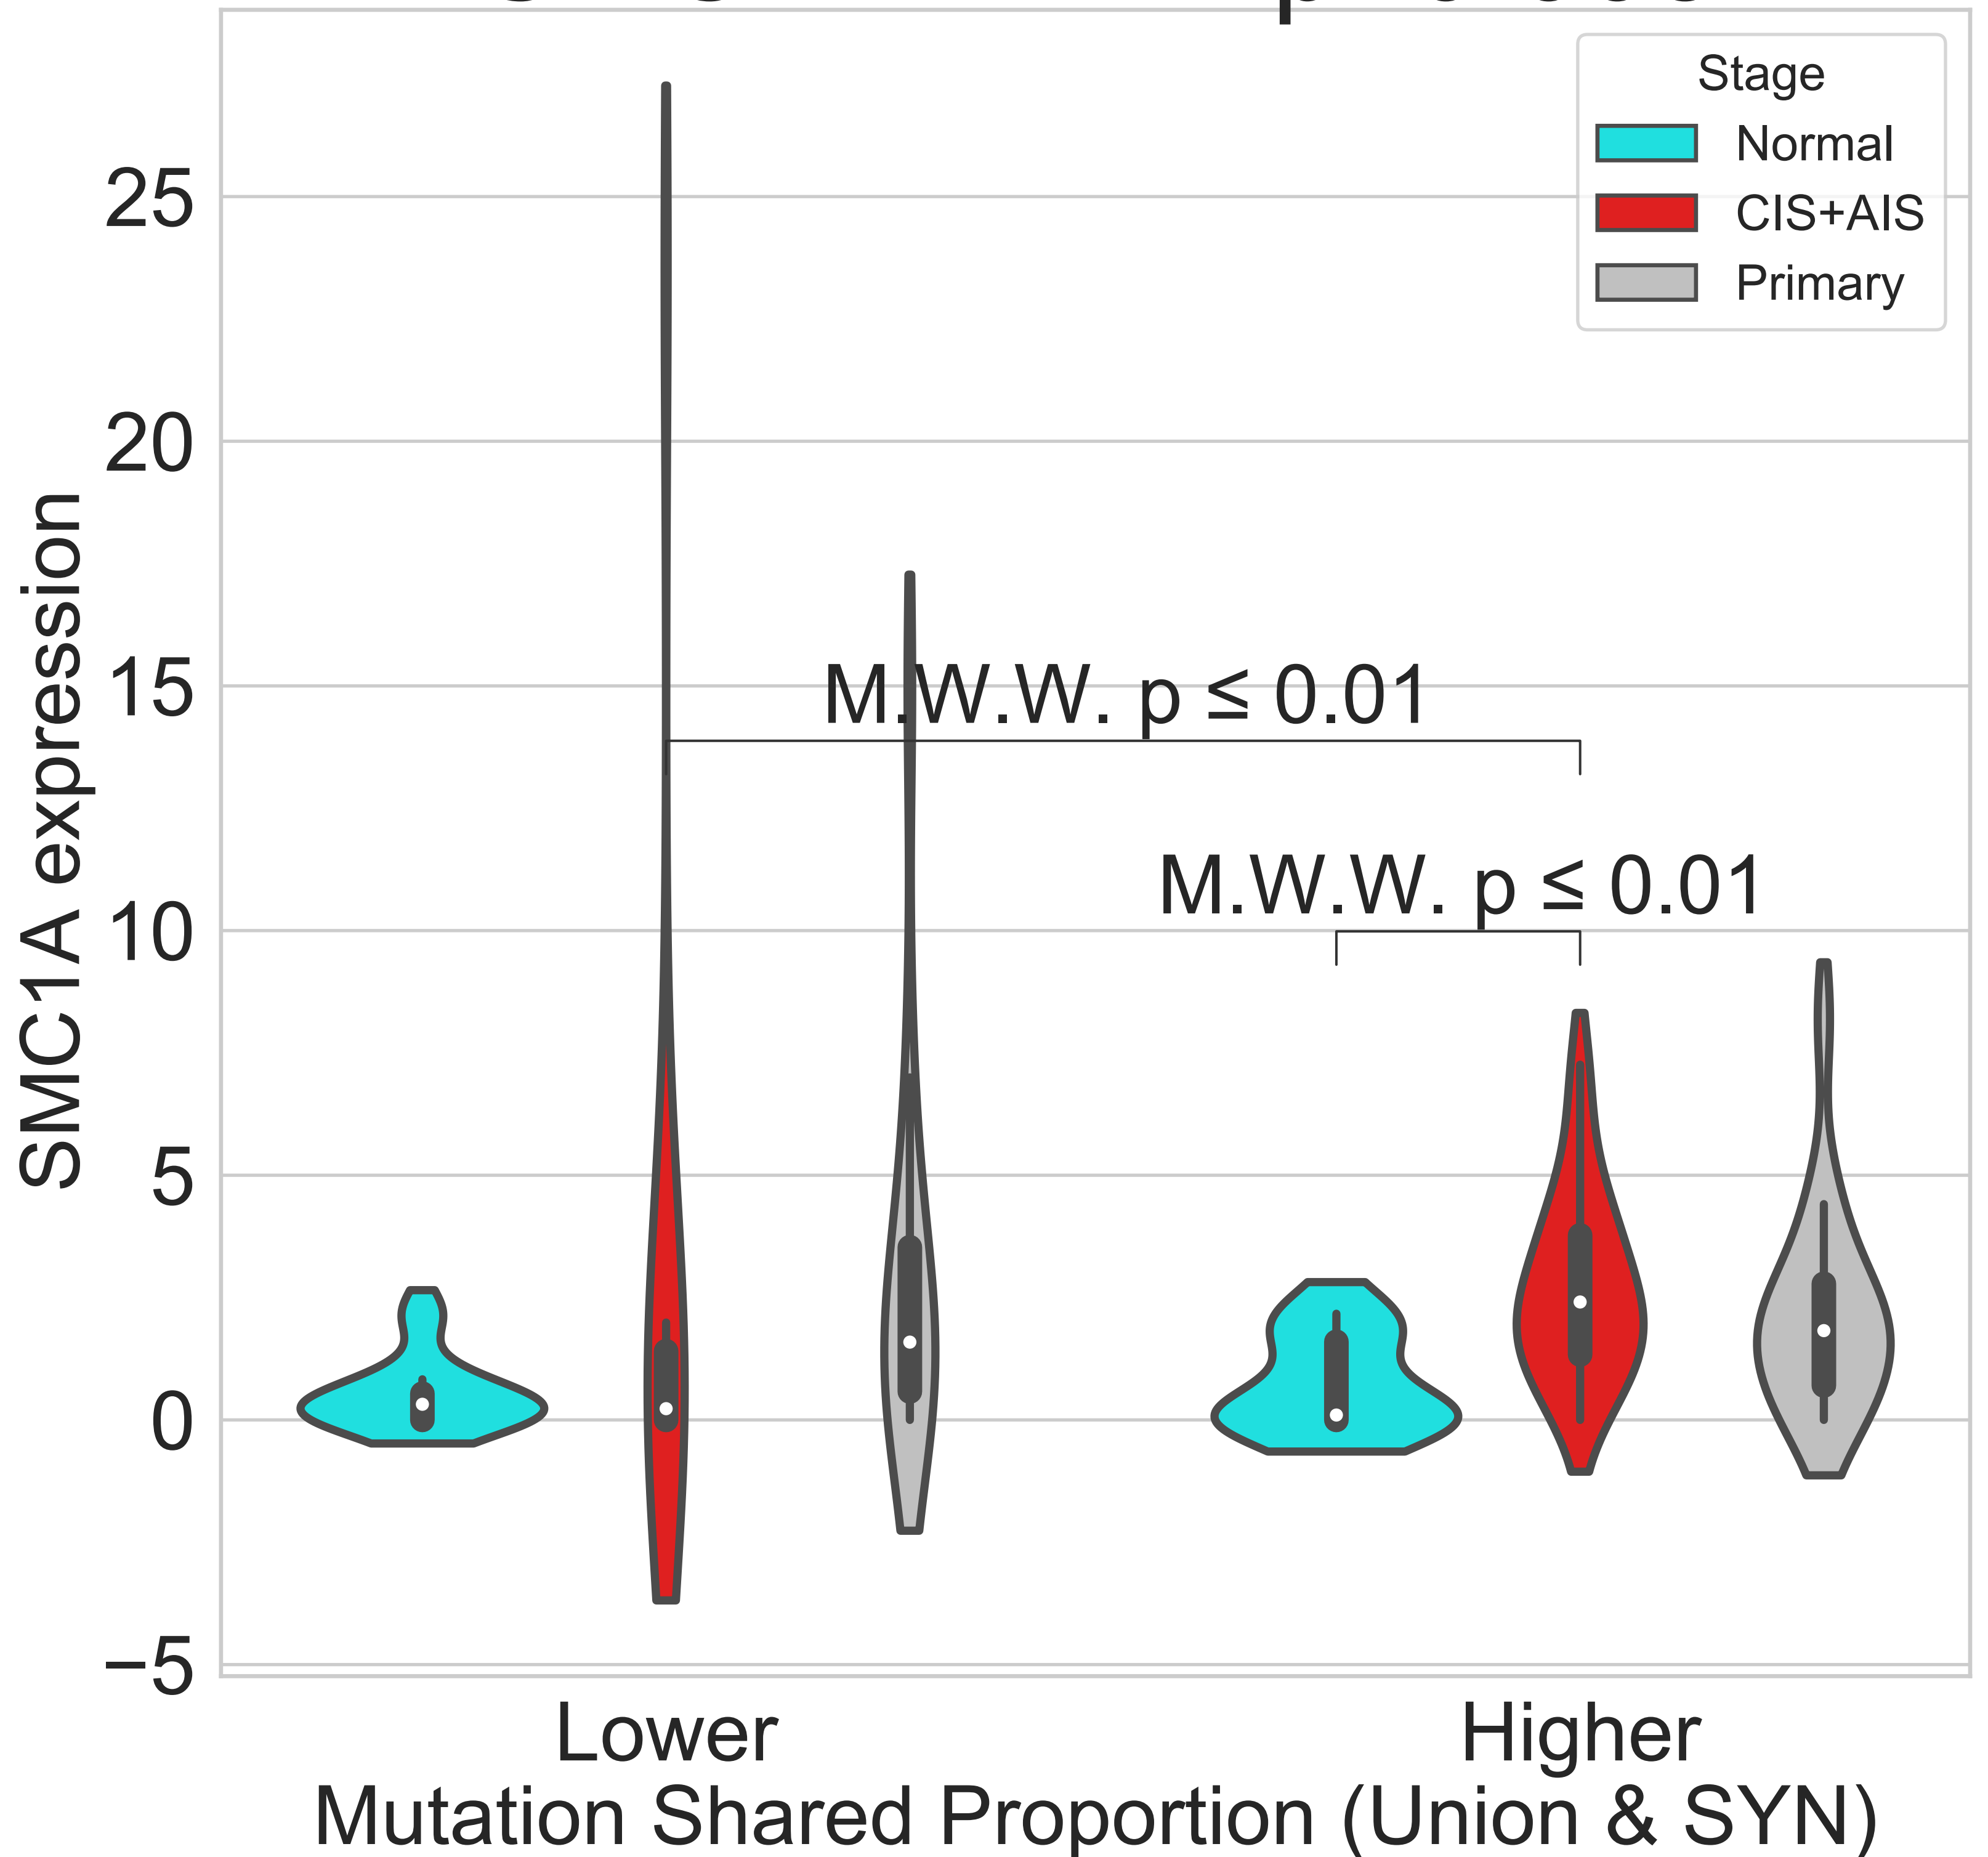 Stage
Normal
CIS+AIS
Primary
25
20
15
10
5
0
−5
SMC1A expression
M.W.W. p ≤ 0.01
M.W.W. p ≤ 0.01
Lower
Higher
Mutation Shared Proportion (Union & SYN)